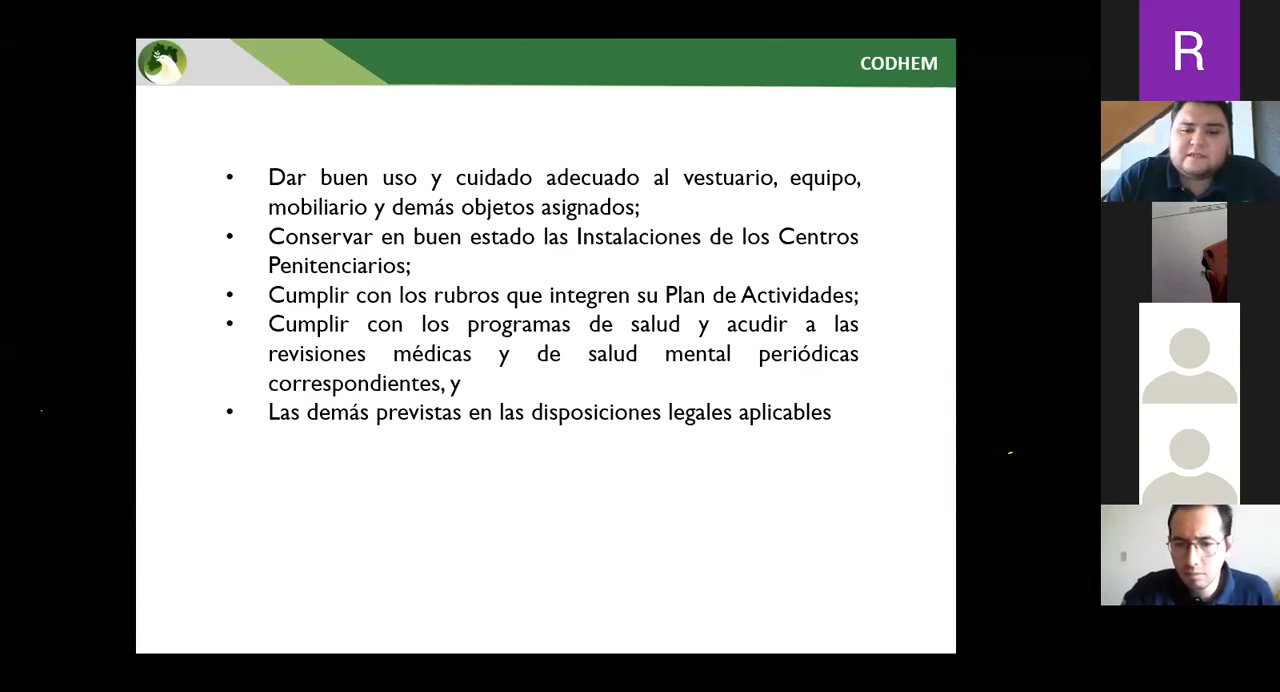 CODHEM
• Dar buen uso y cuidado adecuado al vestuario, equipo,
mobiliario y demás objetos asignados;
• Conservar en buen estado las Instalaciones de los Centros
Penitenciarios;
• Cumplir con los rubros que integren su Plan de Actividades;
• Cumplir con los programas de salud y acudir a las
revisiones médicas y de salud mental periódicas
correspondientes, y
• Las demás previstas en las disposiciones legales aplicables
R